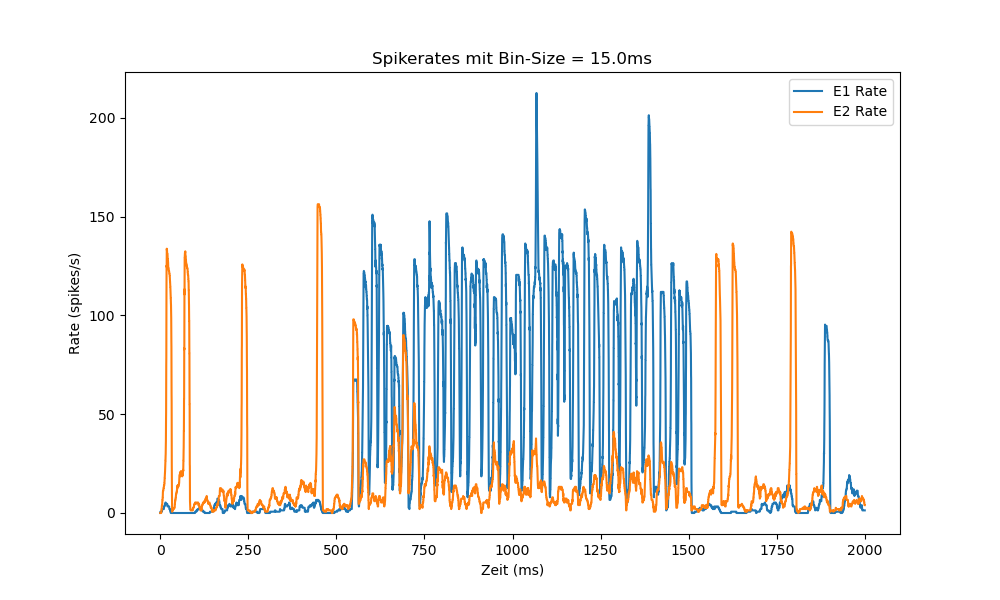 Spikerates mit Bin-Size = 15.0ms
E1 Rate
E2 Rate
200
150
100
50
0
Rate (spikes/s)
0 250 500 750 1000 1250 1500 1750 2000
Zeit (ms)